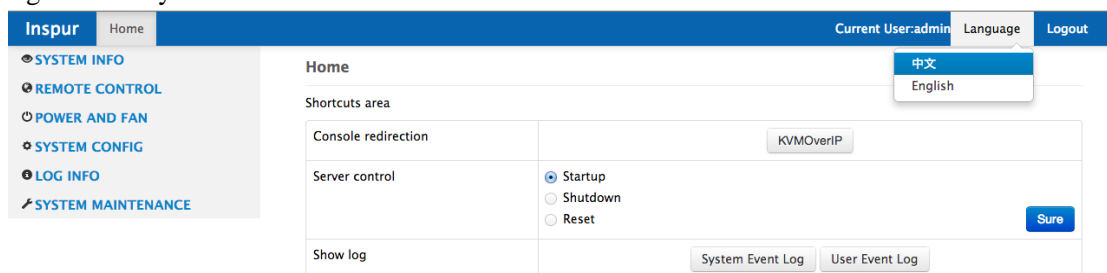 Inspur Home Current User:admin Language Logout
中文
English
SYSTEM INFO
REMOTE CONTROL
POWER AND FAN
SYSTEM CONFIG
LOG INFO
SYSTEM MAINTENANCE
Home
Shortcuts area
Console redirection KVMOverIP
Server control Startup
Shutdown
Reset
Sure
Show log System Event Log User Event Log